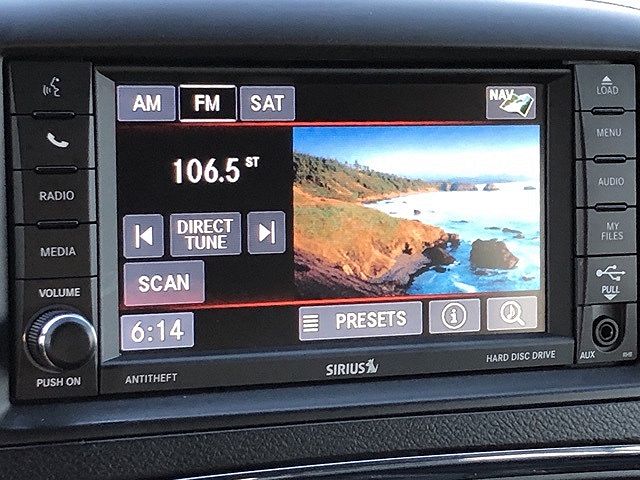 AM FM SAT NAV
LOAD
MENU
106.5 ST
RADIO
AUDIO
DIRECT
TUNE
MY
FILES
MEDIA
SCAN
VOLUME
PULL
6:14
PRESETS
PUSH ON
ANTITHEFT
SIRIUS
HARD DISC DRIVE
AUX
RHB